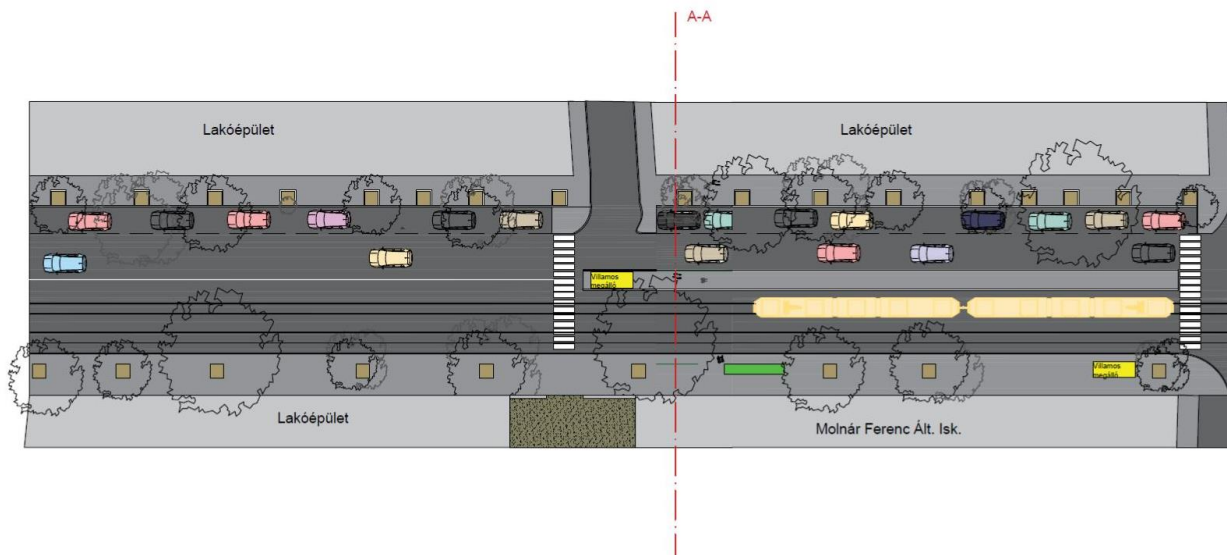 A-A
Lakóépület
Lakóépület
Villamos
megálló
Villamos
megálló
Lakóépület
Molnár Ferenc Ált. Isk.